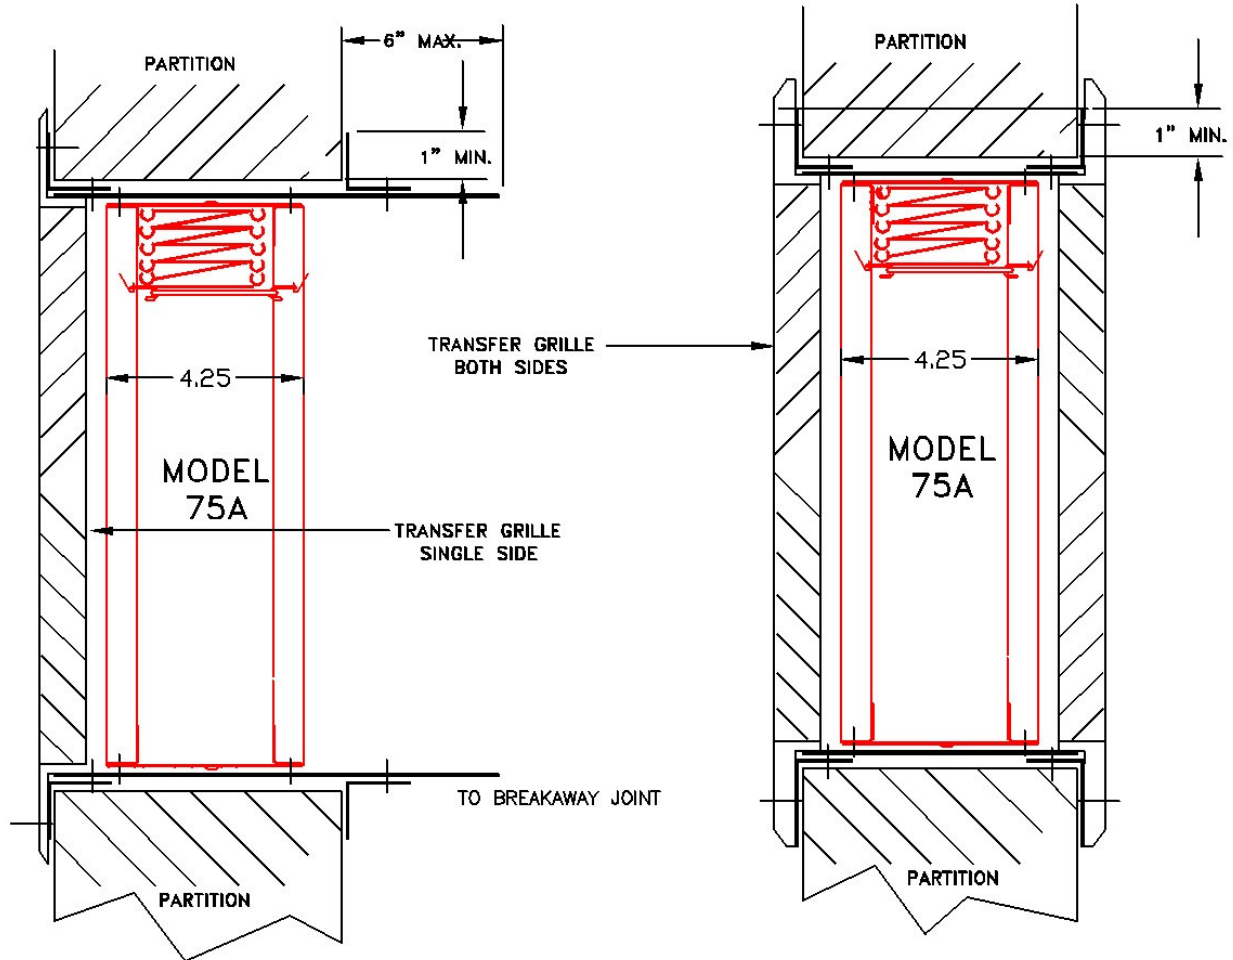 PARTITION
6" MAX.
1" MIN.
4.25
MODEL
75A
TRANSFER GRILLE
SINGLE SIDE
TO BREAKAWAY JOINT
PARTITION
TRANSFER GRILLE
BOTH SIDES
PARTITION
1" MIN.
4.25
MODEL
75A
PARTITION